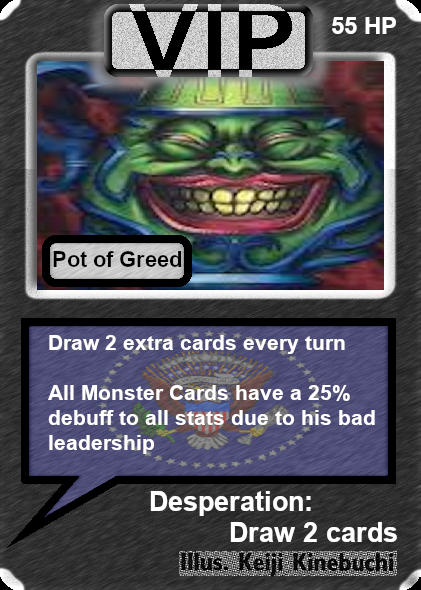 VIP
55 HP
Pot of Greed
Draw 2 extra cards every turn
All Monster Cards have a 25%
debuff to all stats due to his bad
leadership
Desperation:
Draw 2 cards
Illus. Keiji Kinebuchi